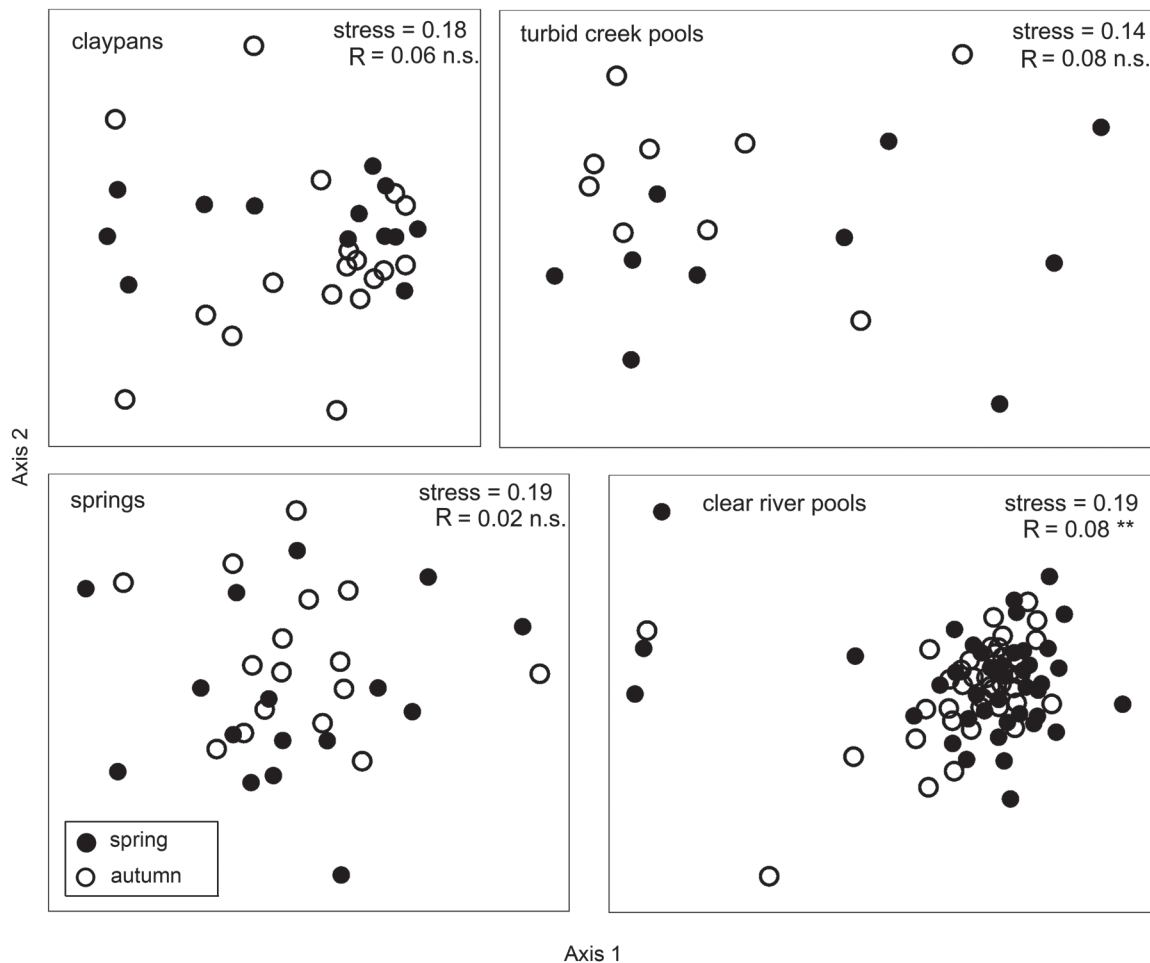 claypans
stress = 0.18
R = 0.06 n.s.
turbid creek pools
stress = 0.14
R = 0.08 n.s.
Axis 2
springs
stress = 0.19
R = 0.02 n.s.
spring
autumn
clear river pools
stress = 0.19
R = 0.08 **
Axis 1